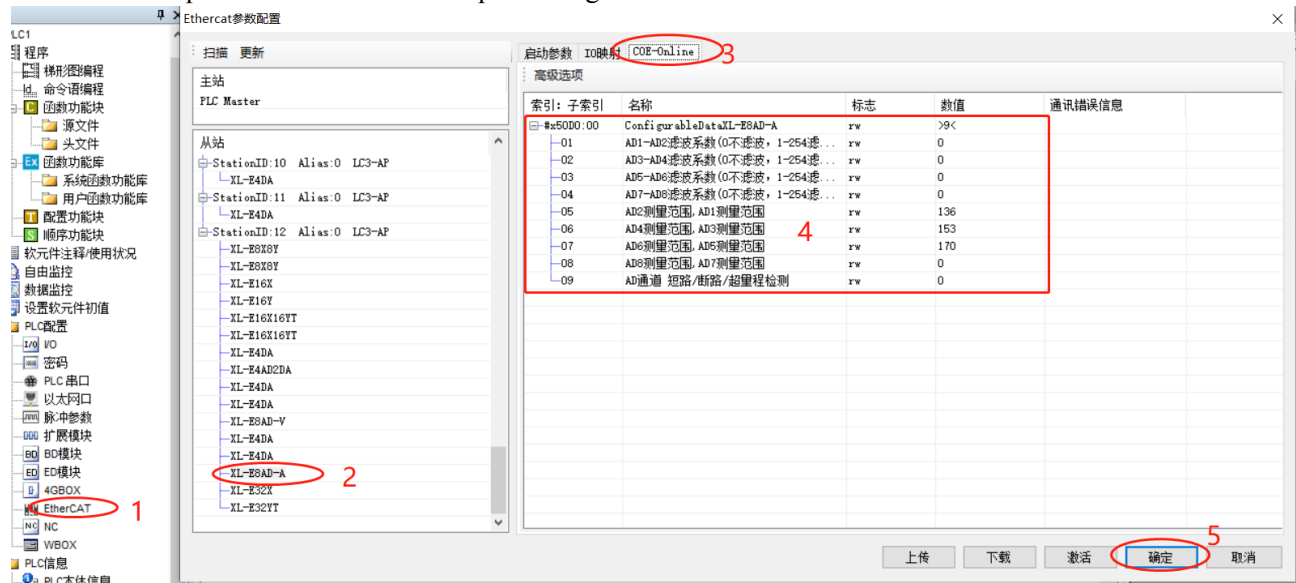 Ethercat参数配置
程序
梯形图编程
命令语编程
函数功能块
源文件
头文件
函数功能库
系统函数功能库
用户函数功能库
配置功能块
顺序功能块
软元件注释/使用状况
自由监控
数据监控
设置软元件初值
PLC配置
I/O I/O
密码
PLC 串口
以太网口
脉冲参数
扩展模块
BD BD模块
ED ED模块
4GBOX
EtherCAT 1
NC NC
WBOX
PLC信息
PLC本体信息
扫描 更新
主站
PLC Master
从站
StationID:10 Alias:0 LC3-AP
XL-E4DA
StationID:11 Alias:0 LC3-AP
XL-E4DA
StationID:12 Alias:0 LC3-AP
XL-E8X8Y
XL-E8X8Y
XL-E16X
XL-E16Y
XL-E16X16YT
XL-E16X16YT
XL-E4DA
XL-E4AD2DA
XL-E4DA
XL-E4DA
XL-E8AD-V
XL-E4DA
XL-E4DA
XL-E8AD-A 2
XL-E32X
XL-E32YT
启动参数 IO映射 COE-Online 3
高级选项
索引: 子索引 名称 标志 数值 通讯错误信息
#x50D0:00 ConfigurableDataXL-E8AD-A rw >9<
01 AD1-AD2滤波系数(0不滤波，1-254滤... rw 0
02 AD3-AD4滤波系数(0不滤波，1-254滤... rw 0
03 AD5-AD6滤波系数(0不滤波，1-254滤... rw 0
04 AD7-AD8滤波系数(0不滤波，1-254滤... rw 0
05 AD2测量范围,AD1测量范围 rw 136
06 AD4测量范围,AD3测量范围 rw 153
07 AD6测量范围,AD5测量范围 rw 170
08 AD8测量范围,AD7测量范围 rw 0
09 AD通道 短路/断路/超量程检测 rw 0
4
5
上传 下载 激活 确定 取消